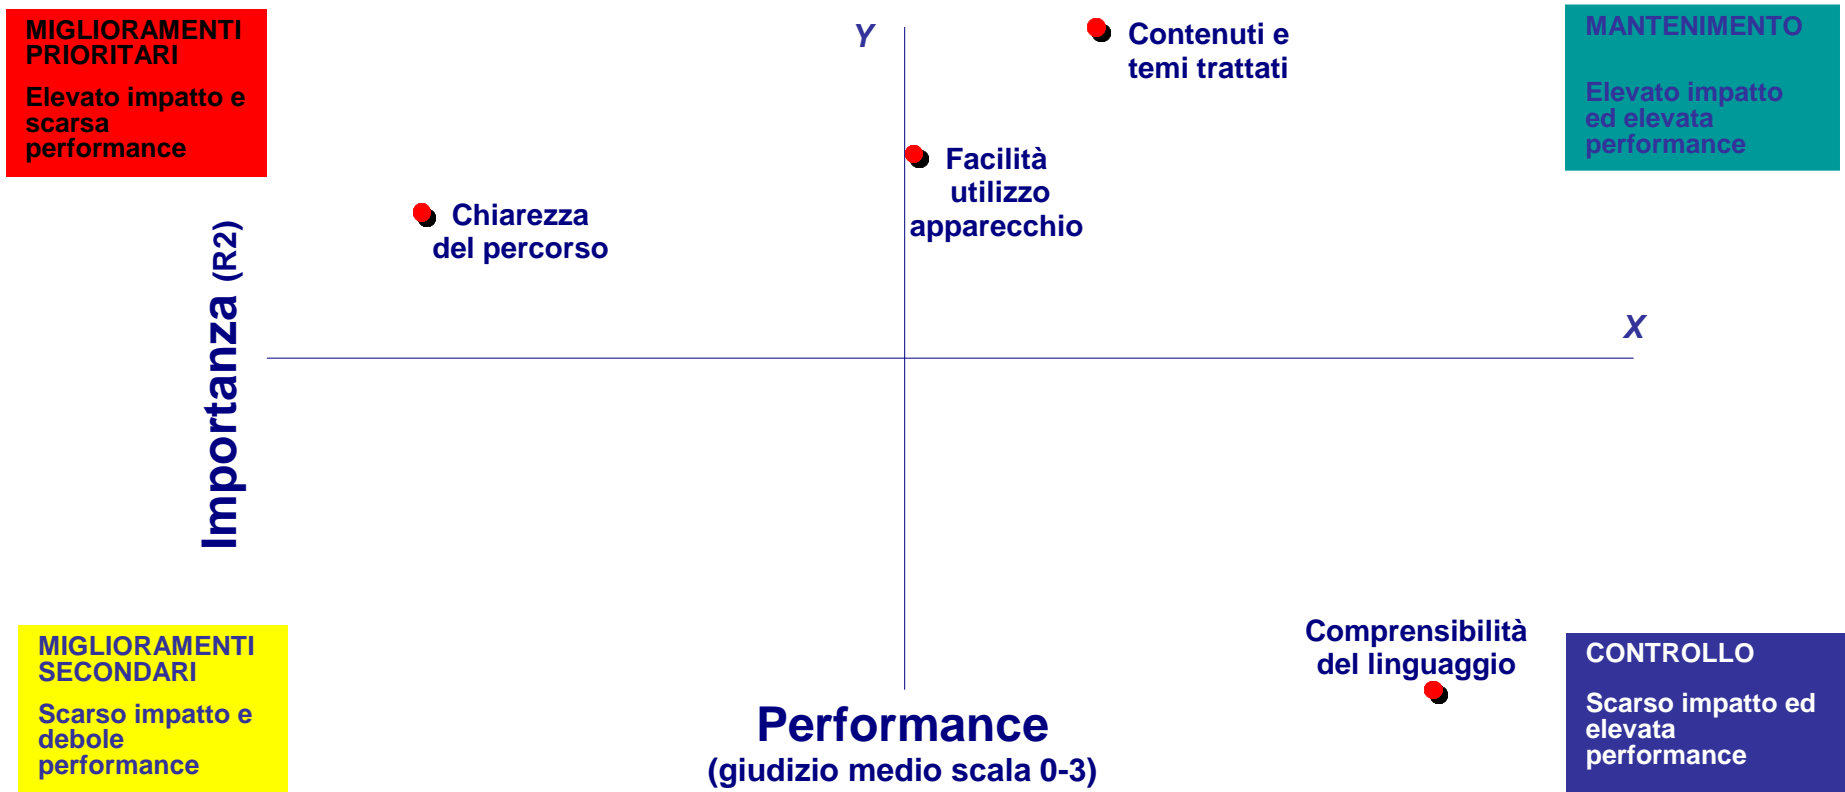 MIGLIORAMENTI
PRIORITARI
Elevato impatto e
scarsa
performance
Y
Contenuti e
temi trattati
MANTENIMENTO
Elevato impatto
ed elevata
performance
Facilità
utilizzo
apparecchio
Chiarezza
del percorso
Importanza (R2)
X
MIGLIORAMENTI
SECONDARI
Scarso impatto e
debole
performance
Performance
(giudizio medio scala 0-3)
Comprensibilità
del linguaggio
CONTROLLO
Scarso impatto ed
elevata
performance